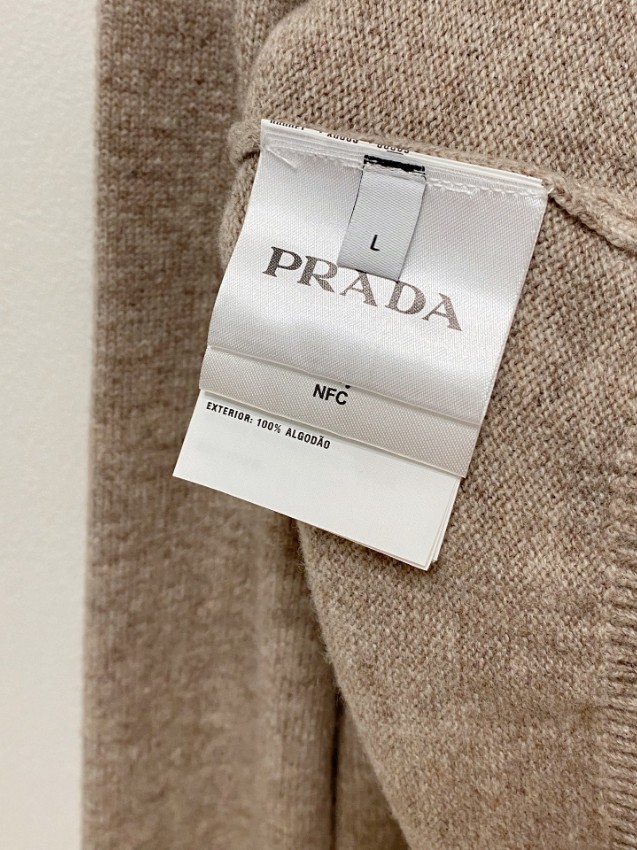 L
PRADA
NFC
EXTERIOR: 100% ALGODÃO